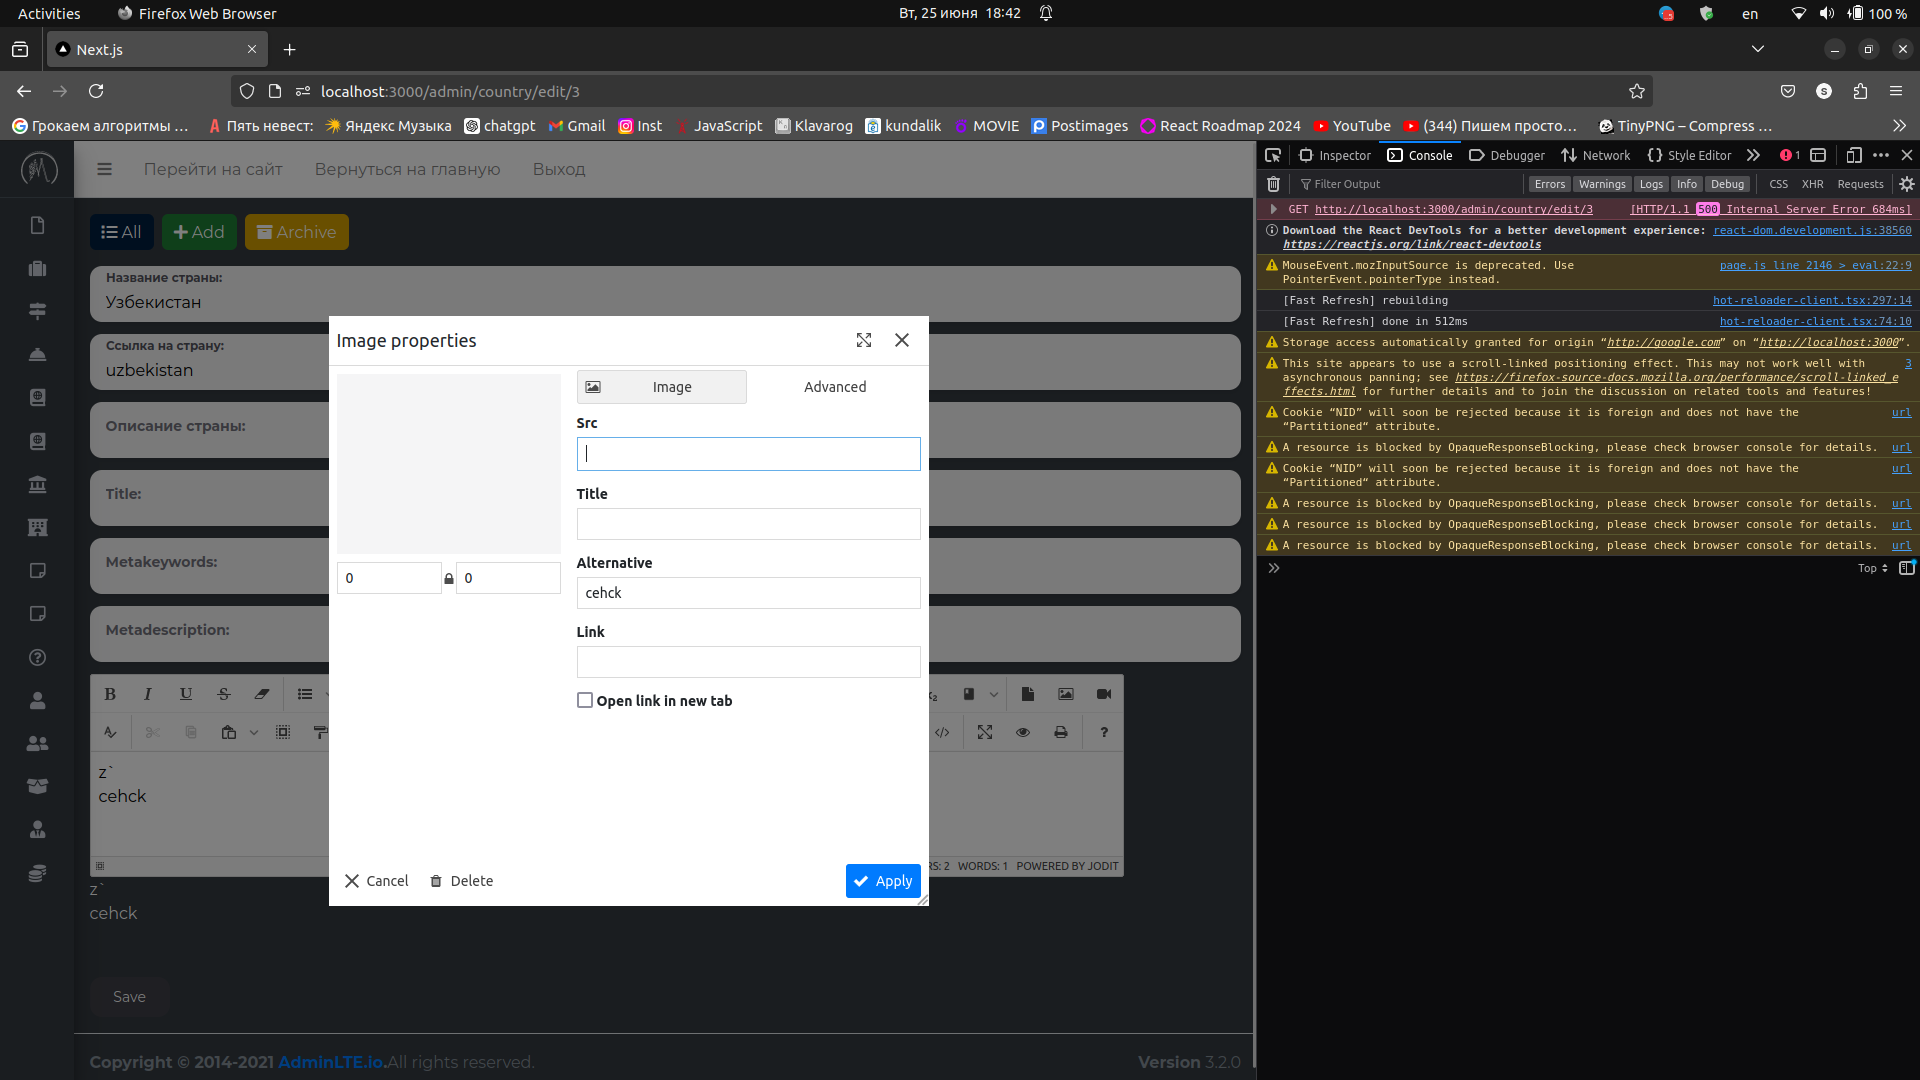 Activities
Firefox Web Browser
Вт, 25 июня 18:42
en
100 %
Next.js
localhost:3000/admin/country/edit/3
Грокаем алгоритмы …
Пять невест:
Яндекс Музыка
chatgpt
Gmail
Inst
JavaScript
Klavarog
kundalik
MOVIE
Postimages
React Roadmap 2024
YouTube
(344) Пишем просто…
TinyPNG – Compress …
Перейти на сайт
Вернуться на главную
Выход
All
Add
Archive
Название страны:
Узбекистан
Ссылка на страну:
uzbekistan
Описание страны:
Title:
Metakeywords:
Metadescription:
Image properties
Image
Advanced
Src
Title
Alternative
cehck
Link
Open link in new tab
0
0
Cancel
Delete
Apply
z`
cehck
RS: 2 WORDS: 1 POWERED BY JODIT
z`
cehck
Save
Copyright © 2014-2021 AdminLTE.io. All rights reserved.
Version 3.2.0
Inspector
Console
Debugger
Network
Style Editor
1
Filter Output
Errors
Warnings
Logs
Info
Debug
CSS
XHR
Requests
GET http://localhost:3000/admin/country/edit/3 [HTTP/1.1 500 Internal Server Error 684ms]
Download the React DevTools for a better development experience: react-dom.development.js:38560
https://reactjs.org/link/react-devtools
MouseEvent.mozInputSource is deprecated. Use page.js line 2146 > eval:22:9
PointerEvent.pointerType instead.
[Fast Refresh] rebuilding hot-reloader-client.tsx:297:14
[Fast Refresh] done in 512ms hot-reloader-client.tsx:74:10
Storage access automatically granted for origin “http://google.com” on “http://localhost:3000”.
This site appears to use a scroll-linked positioning effect. This may not work well with 3
asynchronous panning; see https://firefox-source-docs.mozilla.org/performance/scroll-linked_e
ffects.html for further details and to join the discussion on related tools and features!
Cookie “NID” will soon be rejected because it is foreign and does not have the url
“Partitioned“ attribute.
A resource is blocked by OpaqueResponseBlocking, please check browser console for details. url
Cookie “NID” will soon be rejected because it is foreign and does not have the url
“Partitioned“ attribute.
A resource is blocked by OpaqueResponseBlocking, please check browser console for details. url
A resource is blocked by OpaqueResponseBlocking, please check browser console for details. url
A resource is blocked by OpaqueResponseBlocking, please check browser console for details. url
Top